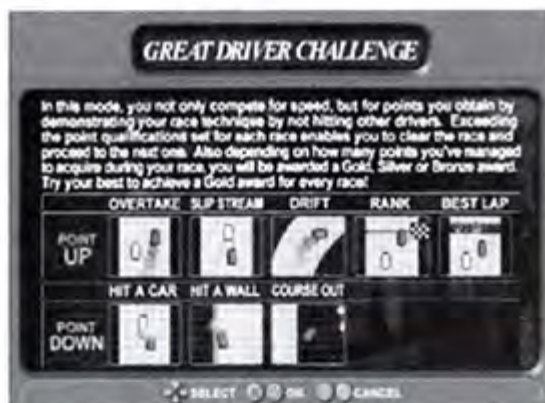 GREAT DRIVER CHALLENGE
In this mode, you not only compete for speed, but for points you obtain by
demonstrating your race technique by not hitting other drivers. Exceeding
the point qualifications set for each race enables you to clear the race and
proceed to the next one. Also depending on how many points you've managed
to acquire during your race, you will be awarded a Gold, Silver or Bronze award.
Try your best to achieve a Gold award for every race!
OVERTAKE SLIP STREAM DRIFT RANK BEST LAP
POINT
UP
HIT A CAR HIT A WALL COURSE OUT
POINT
DOWN
SELECT OK CANCEL